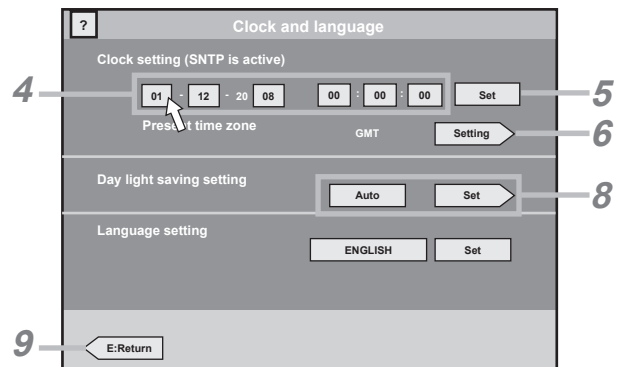 ? Clock and language
Clock setting (SNTP is active)
4 01 - 12 - 20 08 00 : 00 : 00 Set 5
Present time zone GMT Setting 6
Day light saving setting
Auto Set 8
Language setting
ENGLISH Set
9 E:Return